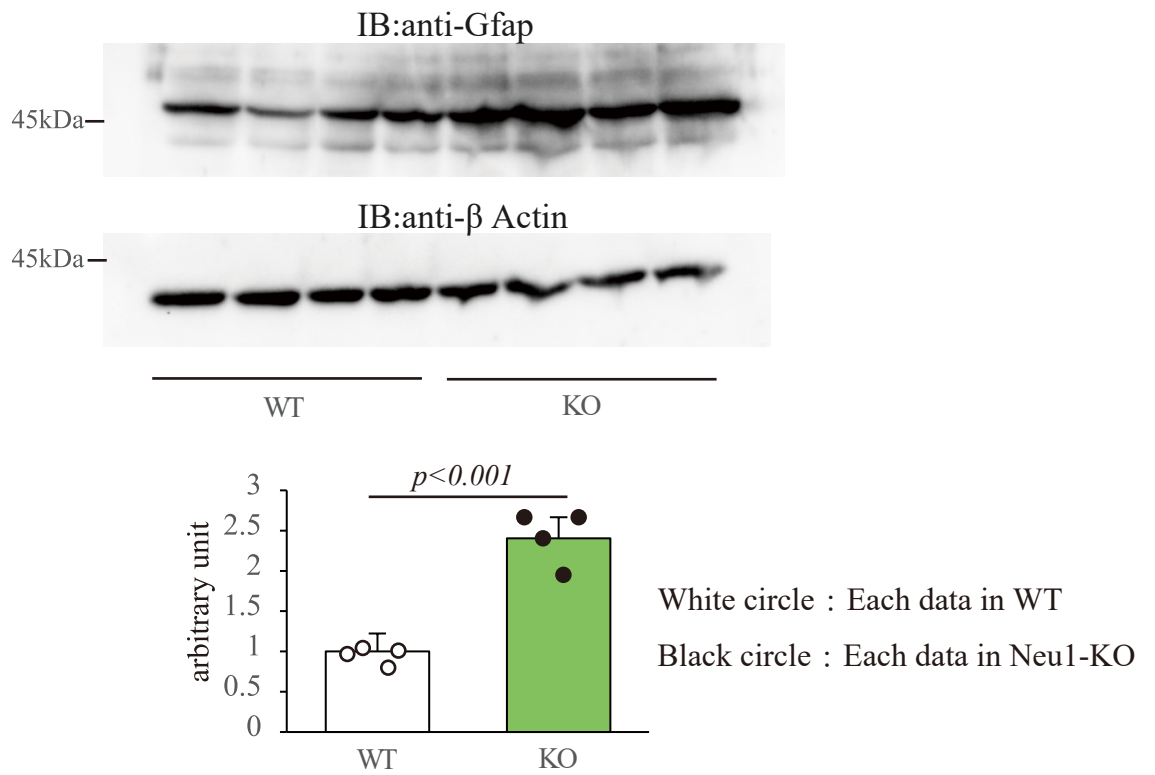 IB:anti-Gfap
45kDa
IB:anti-β Actin
45kDa
WT KO
p<0.001
3
2.5
2
1.5
1
0.5
0
arbitrary unit
WT KO
White circle : Each data in WT
Black circle : Each data in Neu1-KO